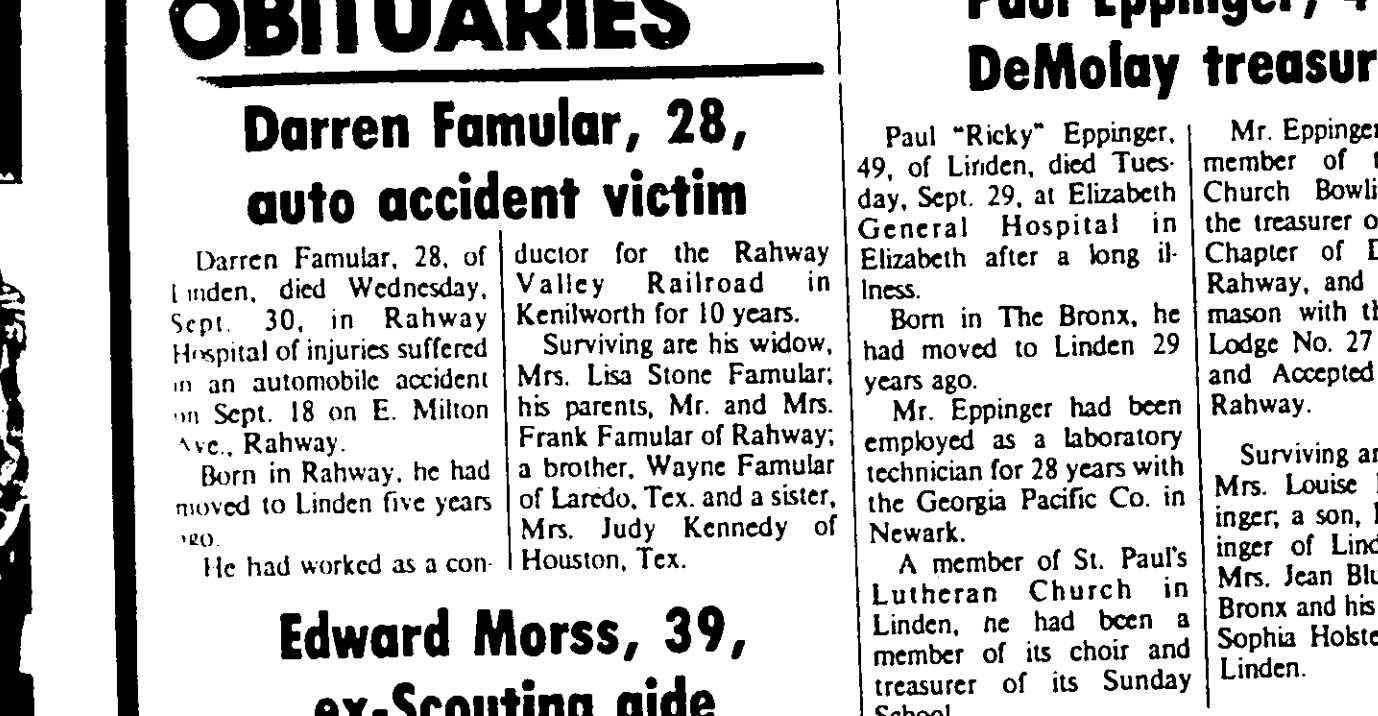 OBITUARIES
Darren Famular, 28,
auto accident victim
Darren Famular, 28, of
Linden, died Wednesday,
Sept. 30, in Rahway
Hospital of injuries suffered
in an automobile accident
on Sept. 18 on E. Milton
Ave., Rahway.
Born in Rahway, he had
moved to Linden five years
ago.
He had worked as a con-
ductor for the Rahway
Valley Railroad in
Kenilworth for 10 years.
Surviving are his widow,
Mrs. Lisa Stone Famular;
his parents, Mr. and Mrs.
Frank Famular of Rahway;
a brother, Wayne Famular
of Laredo, Tex. and a sister,
Mrs. Judy Kennedy of
Houston, Tex.
Edward Morss, 39,
ex-Scouting aide
Paul Eppinger, 4
DeMolay treasur
Paul "Ricky" Eppinger,
49, of Linden, died Tues-
day, Sept. 29, at Elizabeth
General Hospital in
Elizabeth after a long il-
lness.
Born in The Bronx, he
had moved to Linden 29
years ago.
Mr. Eppinger had been
employed as a laboratory
technician for 28 years with
the Georgia Pacific Co. in
Newark.
A member of St. Paul's
Lutheran Church in
Linden, he had been a
member of its choir and
treasurer of its Sunday
School
Mr. Eppinger
member of t
Church Bowli
the treasurer o
Chapter of D
Rahway, and
mason with th
Lodge No. 27
and Accepted
Rahway.
Surviving ar
Mrs. Louise
inger; a son,
inger of Lind
Mrs. Jean Blu
Bronx and his
Sophia Holste
Linden.